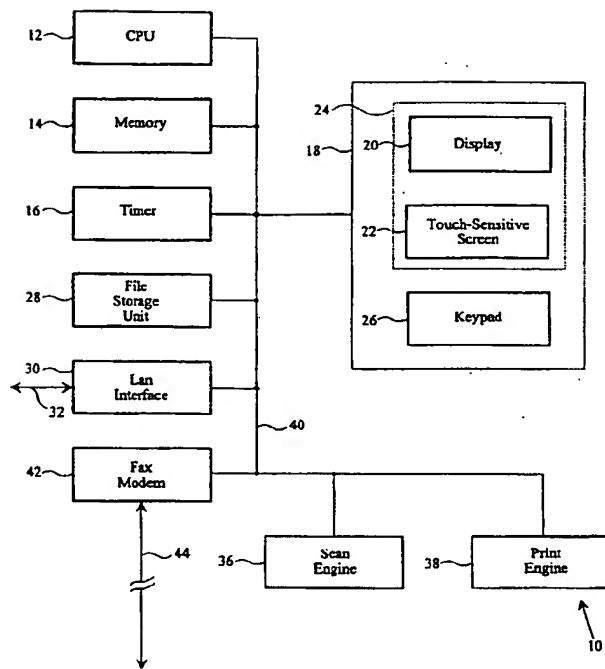 12
CPU
14
Memory
16
Timer
28
File
Storage
Unit
30
Lan
Interface
32
42
Fax
Modem
44
40
18
24
20
Display
22
Touch-Sensitive
Screen
26
Keypad
36
Scan
Engine
38
Print
Engine
10